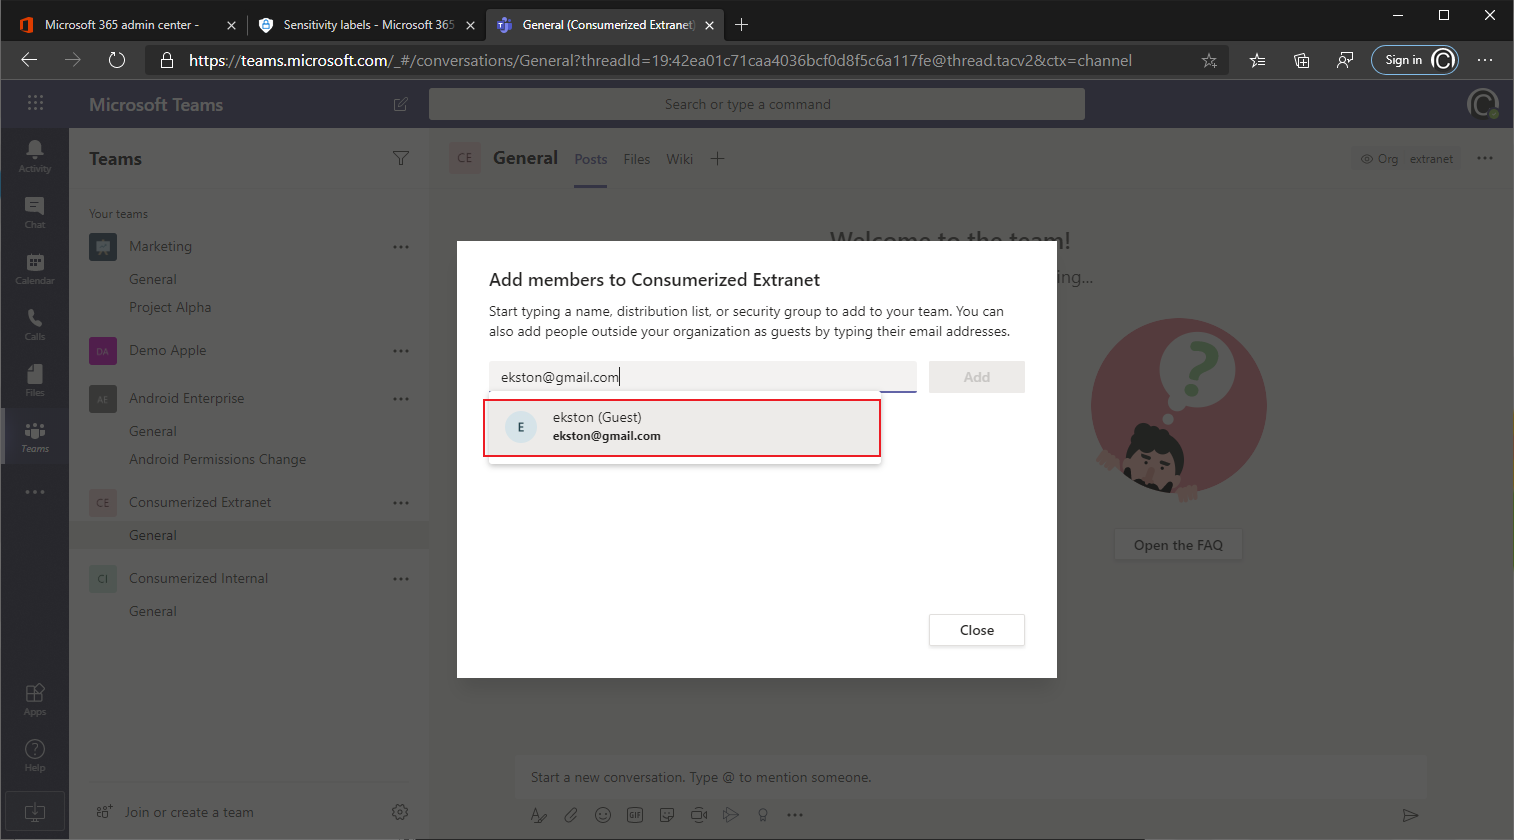 Microsoft 365 admin center -
Sensitivity labels - Microsoft 365
General (Consumerized Extranet)
https://teams.microsoft.com/_#/conversations/General?threadId=19:42ea01c71caa4036bcf0d8f5c6a117fe@thread.tacv2&ctx=channel
Sign in
Microsoft Teams
Search or type a command
Activity
Chat
Calendar
Calls
Files
Teams
Apps
Help
Teams
Your teams
Marketing
General
Project Alpha
DA Demo Apple
AE Android Enterprise
General
Android Permissions Change
CE Consumerized Extranet
General
CI Consumerized Internal
General
Join or create a team
CE General Posts Files Wiki
Org extranet
Welcome to the team!
ing...
Add members to Consumerized Extranet
Start typing a name, distribution list, or security group to add to your team. You can
also add people outside your organization as guests by typing their email addresses.
ekston@gmail.com
Add
E
ekston (Guest)
ekston@gmail.com
Close
?
Open the FAQ
Start a new conversation. Type @ to mention someone.
GIF